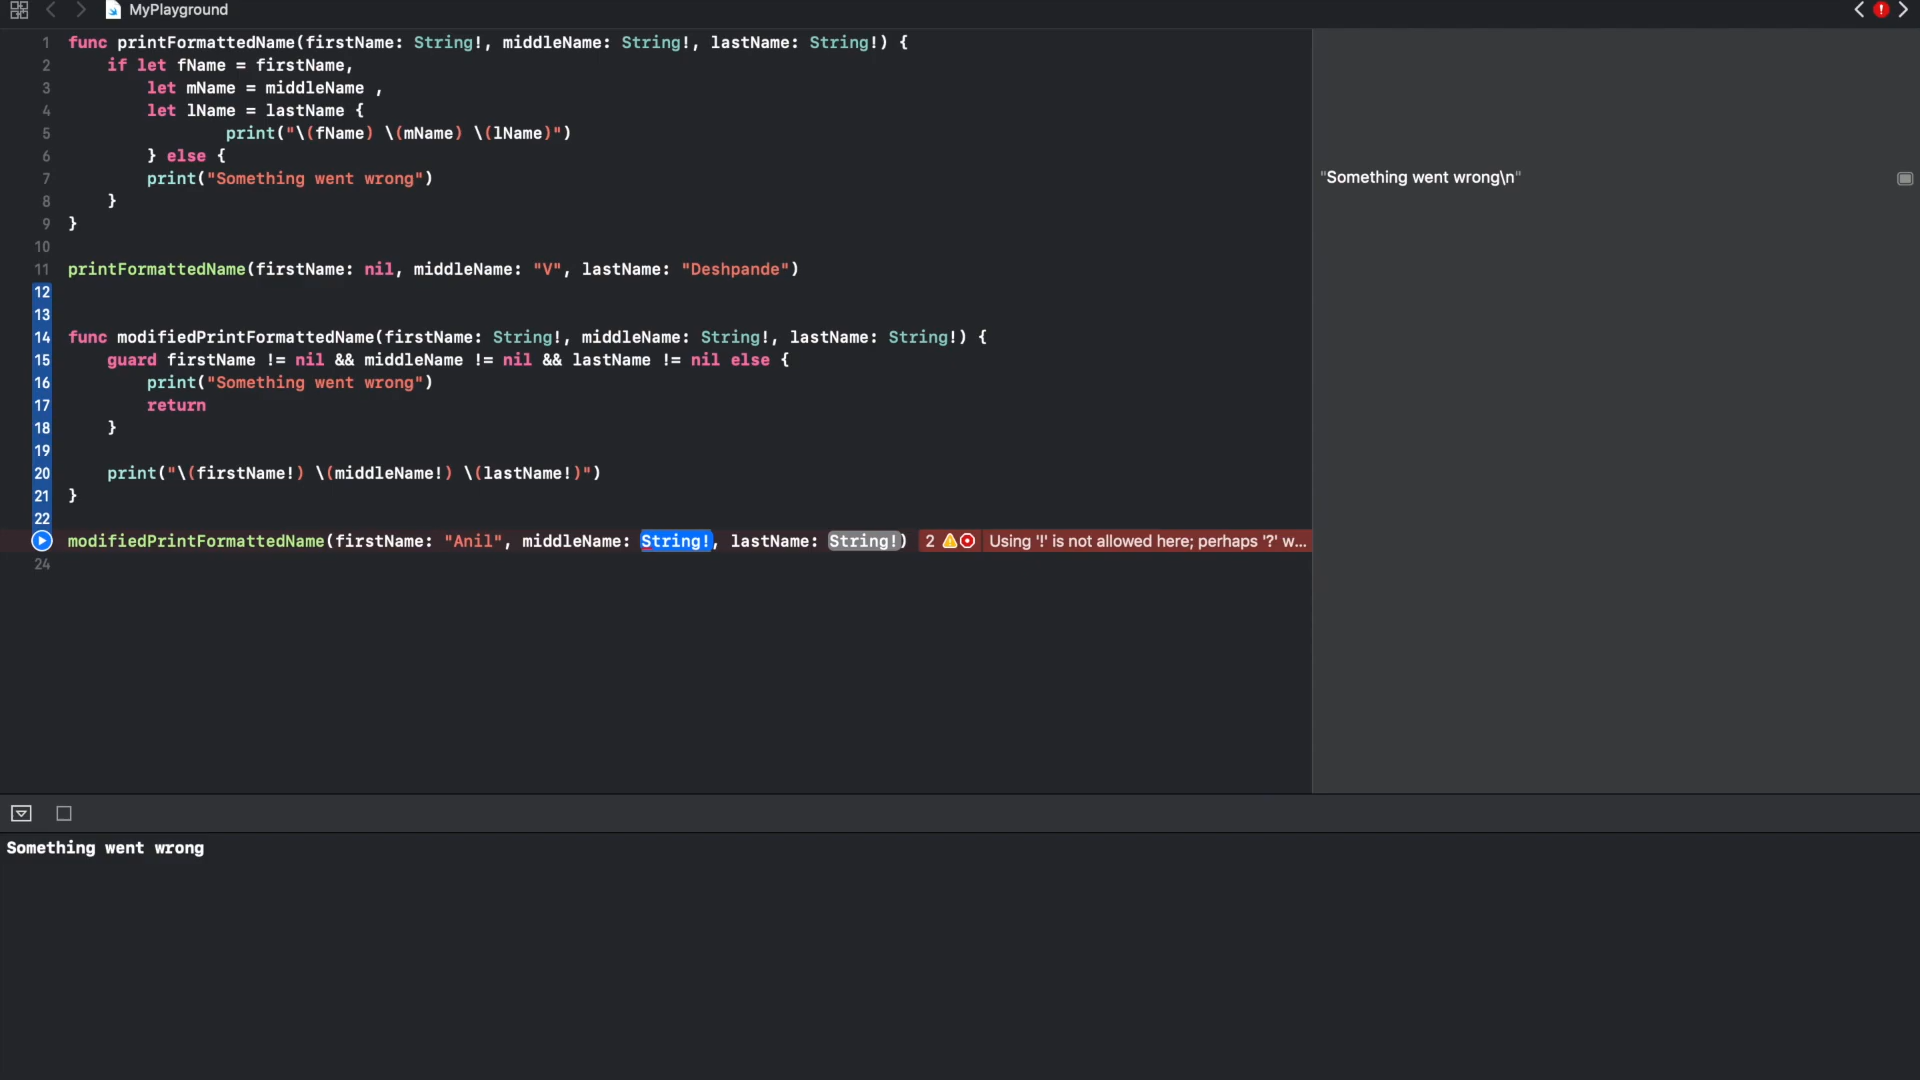 MyPlayground
1 func printFormattedName(firstName: String!, middleName: String!, lastName: String!) {
2 if let fName = firstName,
3 let mName = middleName ,
4 let lName = lastName {
5 print("\(fName) \(mName) \(lName)")
6 } else {
7 print("Something went wrong")
8 }
9 }
10
11 printFormattedName(firstName: nil, middleName: "V", lastName: "Deshpande")
12
13
14 func modifiedPrintFormattedName(firstName: String!, middleName: String!, lastName: String!) {
15 guard firstName != nil && middleName != nil && lastName != nil else {
16 print("Something went wrong")
17 return
18 }
19
20 print("\(firstName!) \(middleName!) \(lastName!)")
21 }
22
modifiedPrintFormattedName(firstName: "Anil", middleName: String!, lastName: String!) 2 Using '!' is not allowed here; perhaps '?' w...
24
"Something went wrong\n"
Something went wrong